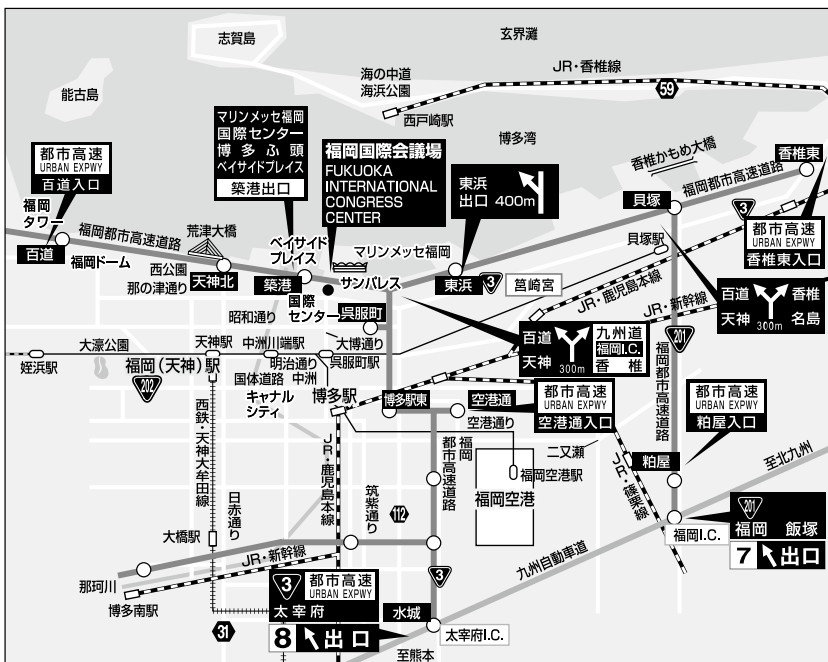 志賀島
玄界灘
能古島
海の中道
海浜公園
JR・香椎線
59
西戸崎駅
博多湾
マリンメッセ福岡
国際センター
博多ふ頭
ベイサイドプレイス
築港出口
福岡国際会議場
FUKUOKA
INTERNATIONAL
CONGRESS
CENTER
都市高速
URBAN EXPWY
百道入口
東浜
出口 400m
香椎かもめ大橋
福岡都市高速道路
香椎東
貝塚
3
都市高速
URBAN EXPWY
香椎東入口
福岡
タワー
百道
福岡都市高速道路
荒津大橋
福岡ドーム
西公園
那の津通り
天神北
ベイサイド
プレイス
築港
国際
センター
マリンメッセ福岡
サンパレス
東浜
3
筥崎宮
貝塚駅
JR・鹿児島本線
JR・新幹線
百道
天神
300m
香椎
名島
昭和通り
呉服町
大博通り
呉服町駅
百道
天神
300m
九州道
福岡I.C.
香椎
201
福岡都市高速道路
姪浜駅
大濠公園
天神駅
中洲川端駅
福岡(天神)駅
202
明治通り
国体道路
中洲
キャナル
シティ
博多駅
博多駅東
空港通
空港通り
都市高速
URBAN EXPWY
空港通入口
都市高速
URBAN EXPWY
粕屋入口
二又瀬
粕屋
JR・篠栗線
至北九州
西鉄・天神大牟田線
日赤通り
JR・鹿児島本線
筑紫通り
112
福岡
都市高速道路
福岡空港
福岡空港駅
大橋駅
JR・新幹線
那珂川
博多南駅
31
3
都市高速
URBAN EXPWY
太宰府
8
出口
3
水城
太宰府I.C.
至熊本
九州自動車道
福岡I.C.
201
福岡 飯塚
7
出口